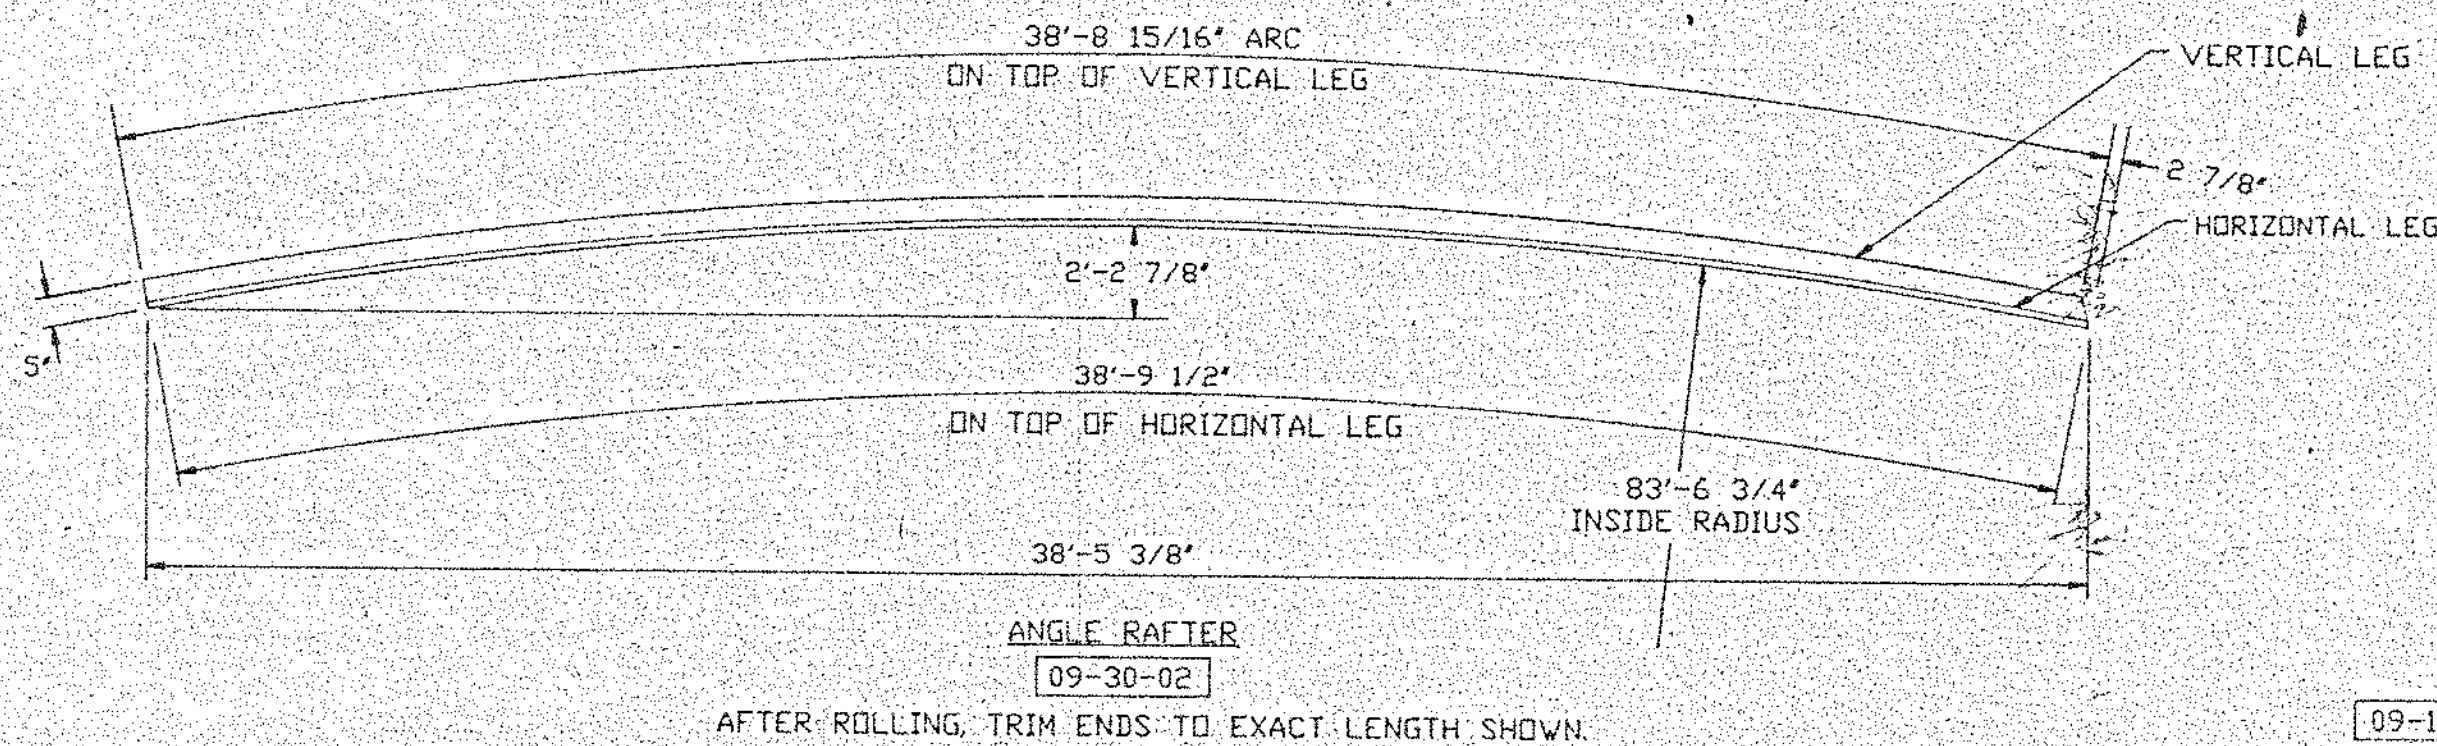 38'-8 15/16" ARC
ON TOP OF VERTICAL LEG
VERTICAL LEG
2 7/8"
HORIZONTAL LEG
2'-2 7/8"
5"
38'-9 1/2"
ON TOP OF HORIZONTAL LEG
83'-6 3/4"
INSIDE RADIUS
38'-5 3/8"
ANGLE RAFTER
09-30-02
AFTER ROLLING, TRIM ENDS TO EXACT LENGTH SHOWN.
09-1